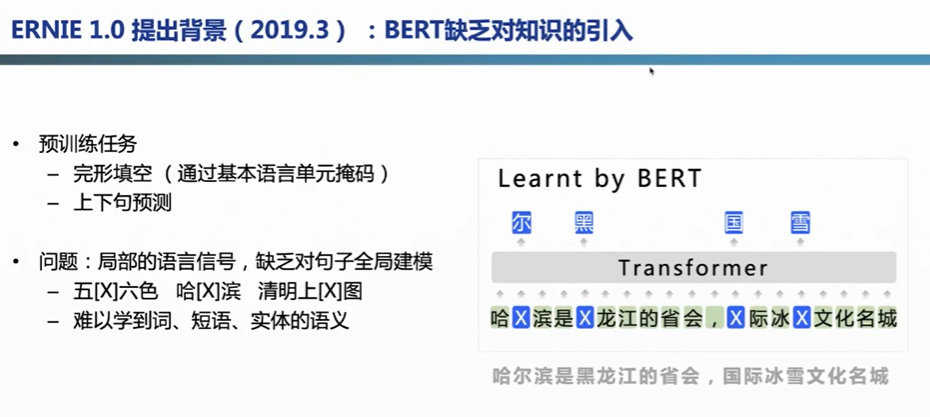 ERNIE 1.0 提出背景（2019.3）：BERT缺乏对知识的引入
• 预训练任务
– 完形填空（通过基本语言单元掩码）
– 上下句预测
• 问题：局部的语言信号，缺乏对句子全局建模
– 五[X]六色 哈[X]滨 清明上[X]图
– 难以学到词、短语、实体的语义
Learnt by BERT
尔 黑 国 雪
Transformer
哈X滨是X龙江的省会，X际冰X文化名城
哈尔滨是黑龙江的省会，国际冰雪文化名城